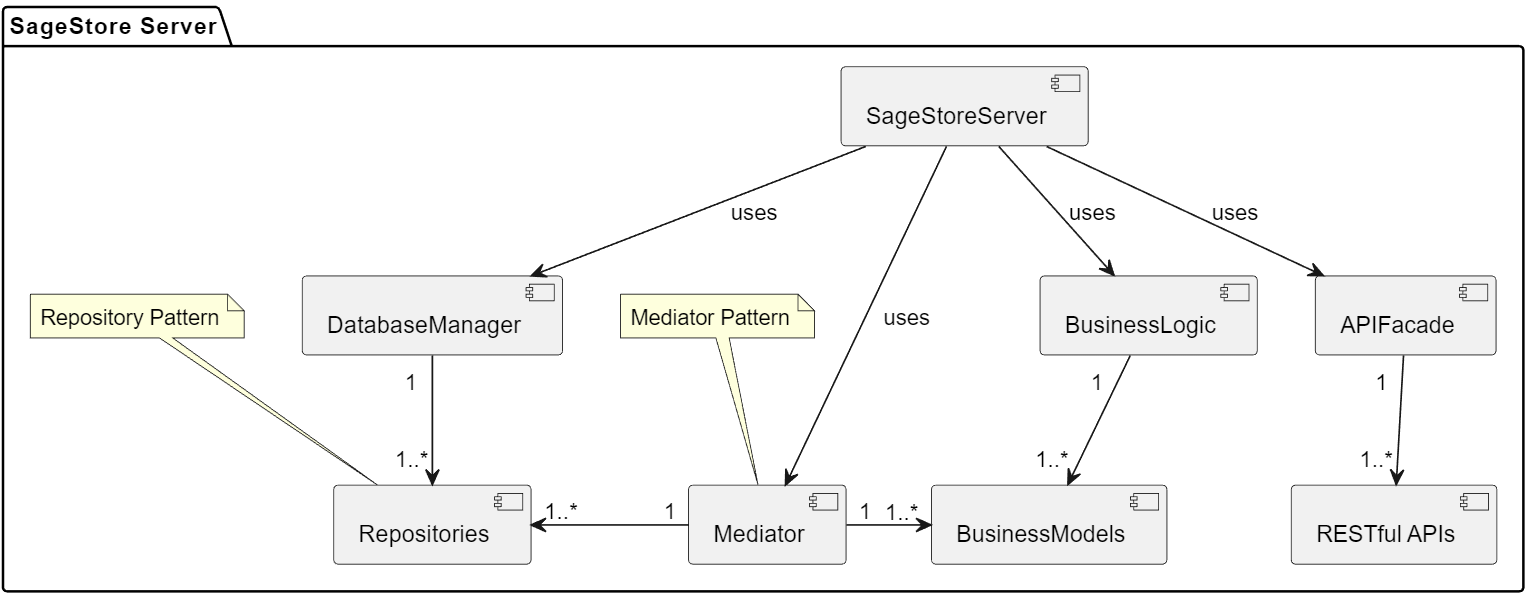 SageStore Server
SageStoreServer
uses
uses
uses
uses
Repository Pattern
DatabaseManager
Mediator Pattern
BusinessLogic
APIFacade
1
1
1
1..*
1..*
1..*
Repositories
1..*
1
Mediator
1
1..*
BusinessModels
RESTful APIs